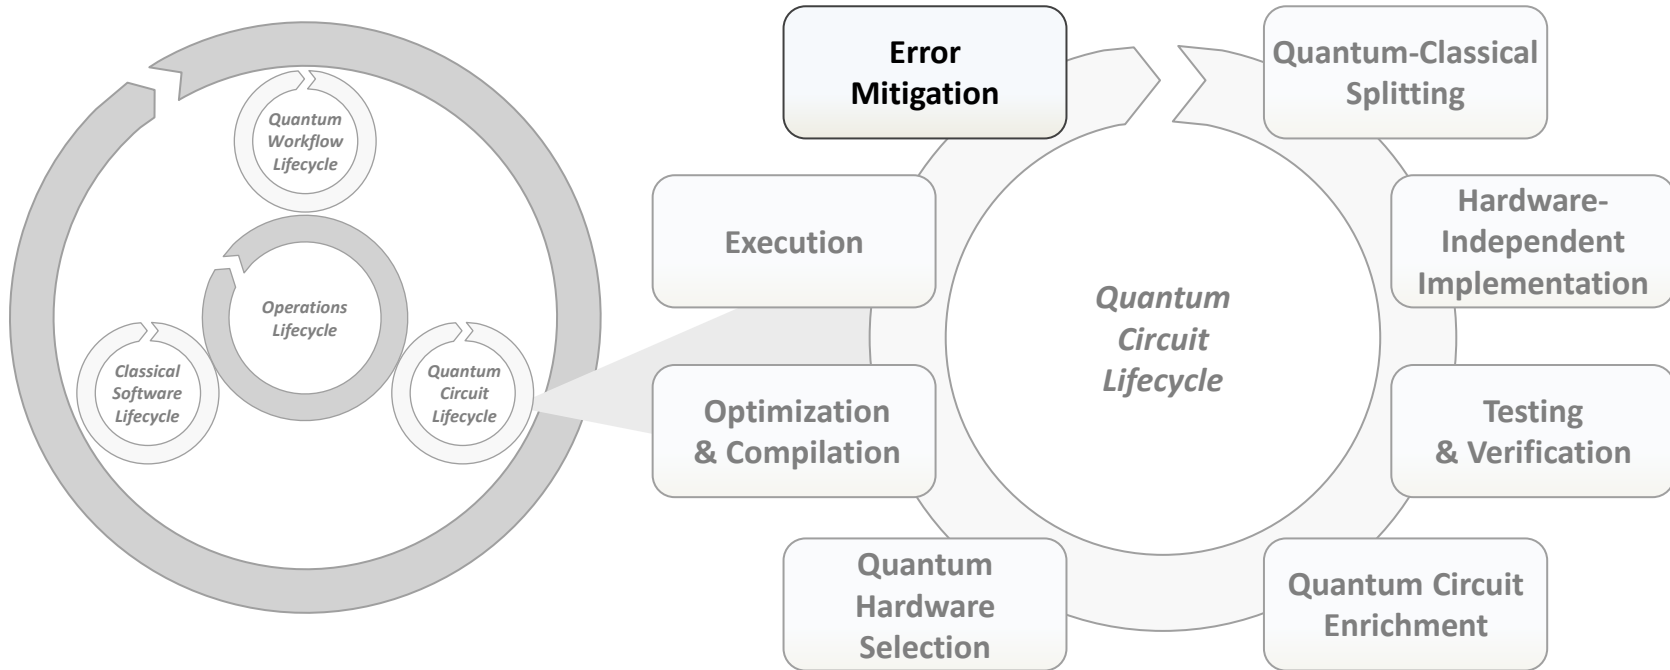 Quantum
Workflow
Lifecycle
Operations
Lifecycle
Classical
Software
Lifecycle
Quantum
Circuit
Lifecycle
Quantum
Circuit
Lifecycle
Quantum-Classical
Splitting
Hardware-
Independent
Implementation
Testing
& Verification
Quantum Circuit
Enrichment
Quantum
Hardware
Selection
Optimization
& Compilation
Execution
Error
Mitigation